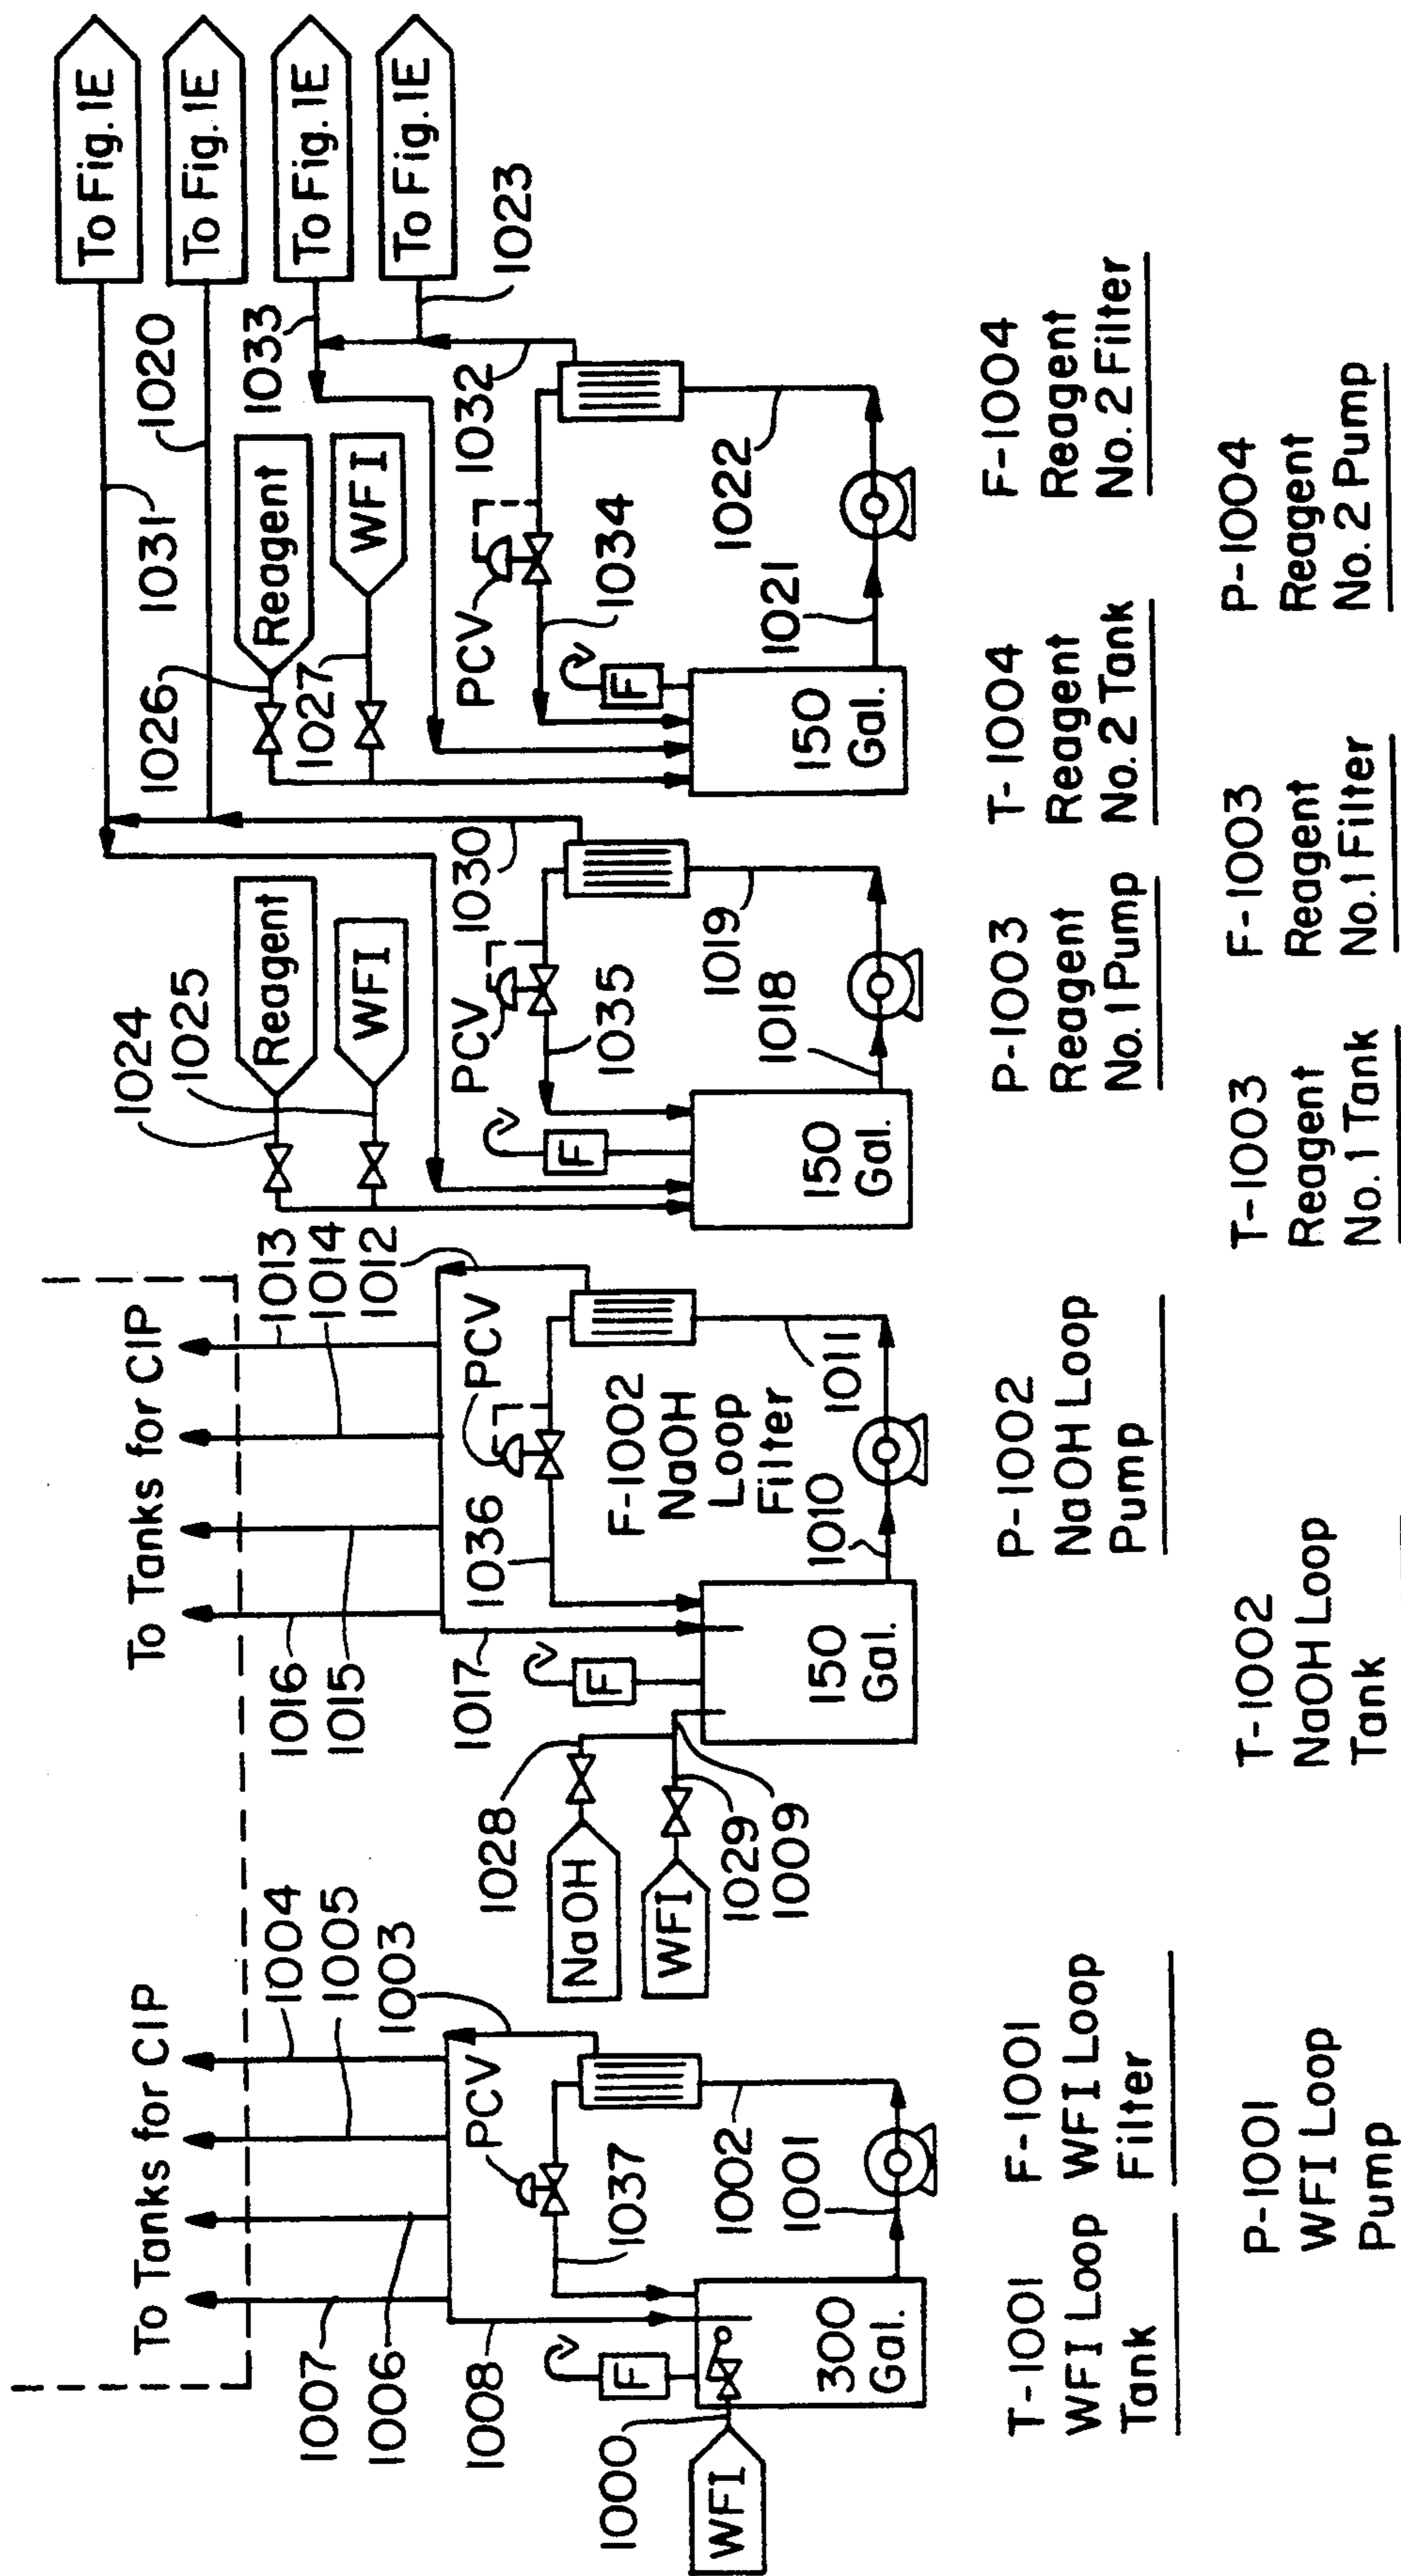 To Tanks for CIP
1004
1005
1003
1007
1006
1008
PCV
1037
1002
1001
F
1000
WFI
300
Gal.
To Tanks for CIP
1013
1014
1012
1016
1015
1017
PCV
1036
F-1002
NaOH
Loop
Filter
1011
1010
F
1028
NaOH
WFI
1029
1009
150
Gal.
1024
1025
Reagent
WFI
1030
PCV
1035
1019
1018
F
150
Gal.
To Fig. 1E
To Fig. 1E
To Fig. 1E
To Fig. 1E
1031
1020
1033
1023
1026
Reagent
1027
WFI
1032
PCV
1034
1022
1021
F
150
Gal.
T-1001
WFI Loop
Tank
F-1001
WFI Loop
Filter
P-1001
WFI Loop
Pump
P-1002
NaOH Loop
Pump
T-1002
NaOH Loop
Tank
P-1003
Reagent
No. 1 Pump
T-1003
Reagent
No. 1 Tank
F-1003
Reagent
No. 1 Filter
T-1004
Reagent
No. 2 Tank
F-1004
Reagent
No. 2 Filter
P-1004
Reagent
No. 2 Pump